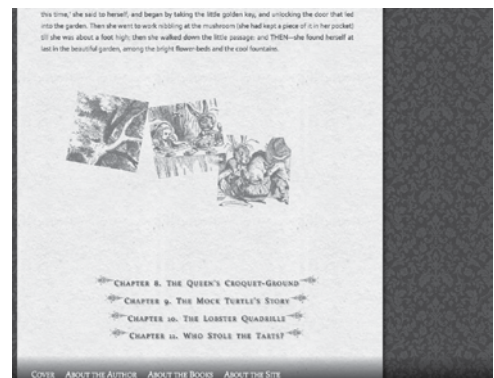 this time,' she said to herself, and began by taking the little golden key, and unlocking the door that led
into the garden. Then she went to work nibbling at the mushroom (she had kept a piece of it in her pocket)
till she was about a foot high: then she walked down the little passage: and THEN—she found herself at
last in the beautiful garden, among the bright flower-beds and the cool fountains.
Chapter 8. The Queen's Croquet-Ground
Chapter 9. The Mock Turtle's Story
Chapter 10. The Lobster Quadrille
Chapter 11. Who Stole the Tarts?
Cover About the Author About the Books About the Site